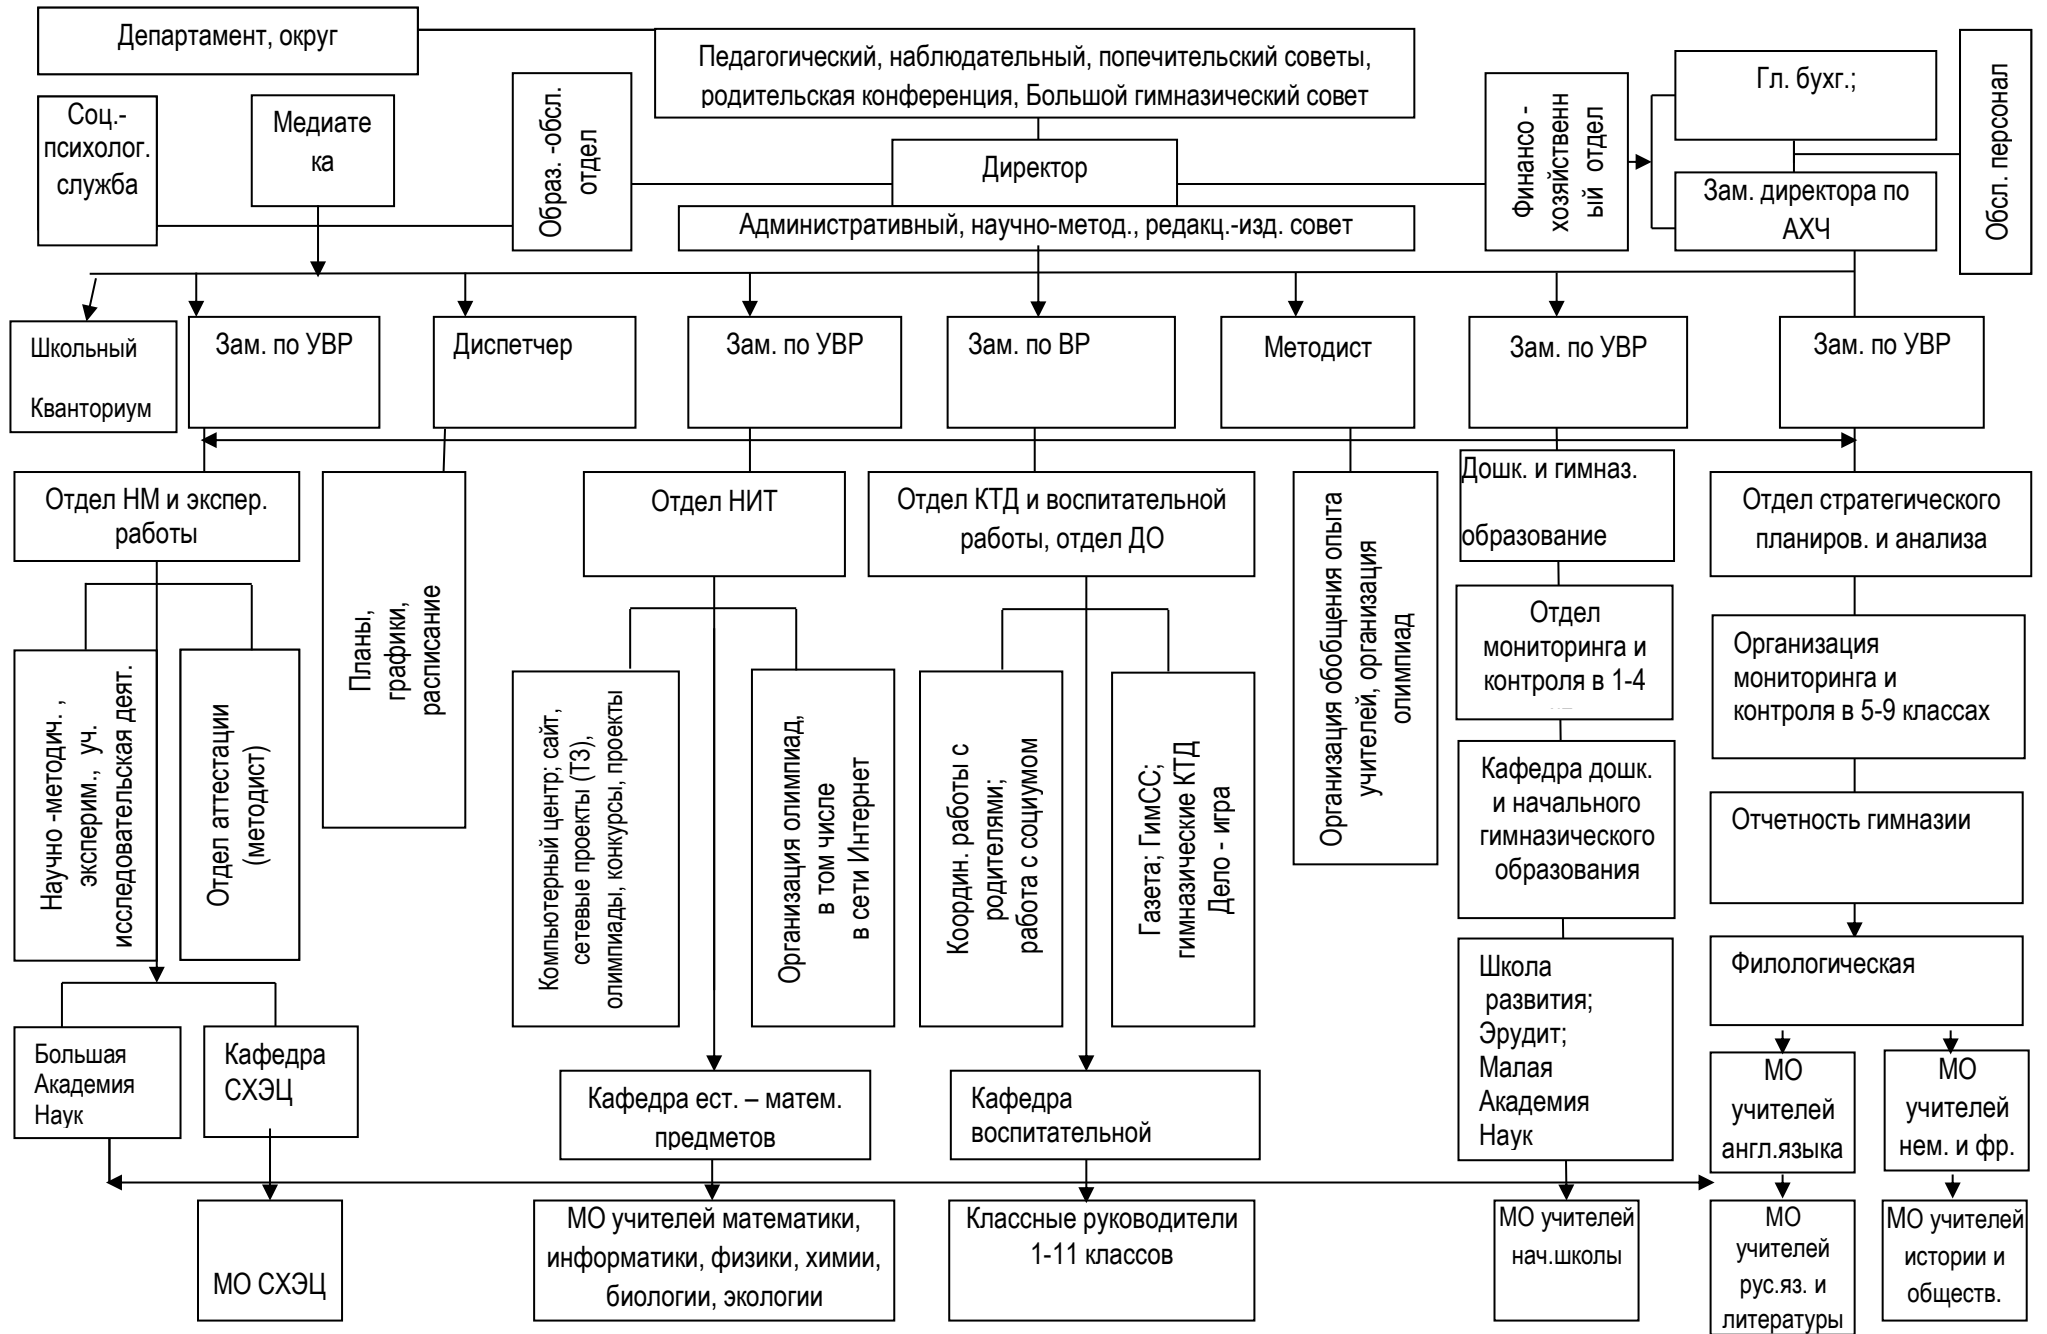 Департамент, округ
Педагогический, наблюдательный, попечительский советы,
родительская конференция, Большой гимназический совет
Соц.-
психолог.
служба
Медиате
ка
Образ. -обсл.
отдел
Директор
Административный, научно-метод., редакц.-изд. совет
Финансо -
хозяйственн
ый отдел
Гл. бухг.;
Зам. директора по
АХЧ
Обсл. персонал
Школьный
Кванториум
Зам. по УВР
Диспетчер
Зам. по УВР
Зам. по ВР
Методист
Зам. по УВР
Зам. по УВР
Отдел НМ и экспер.
работы
Планы,
графики,
расписание
Отдел НИТ
Отдел КТД и воспитательной
работы, отдел ДО
Организация обобщения опыта
учителей, организация
олимпиад
Дошк. и гимназ.
образование
Отдел стратегического
планиров. и анализа
Научно -методич. ,
эксперим., уч.
исследовательская деят.
Отдел аттестации
(методист)
Компьютерный центр; сайт,
сетевые проекты (ТЗ),
олимпиады, конкурсы, проекты
Организация олимпиад,
в том числе
в сети Интернет
Координ. работы с
родителями;
работа с социумом
Газета; ГимСС;
гимназические КТД
Дело - игра
Отдел
мониторинга и
контроля в 1-4
Организация
мониторинга и
контроля в 5-9 классах
Кафедра дошк.
и начального
гимназического
образования
Отчетность гимназии
Школа
развития;
Эрудит;
Малая
Академия
Наук
Филологическая
Большая
Академия
Наук
Кафедра
СХЭЦ
Кафедра ест. – матем.
предметов
Кафедра
воспитательной
МО
учителей
англ.языка
МО
учителей
нем. и фр.
МО СХЭЦ
МО учителей математики,
информатики, физики, химии,
биологии, экологии
Классные руководители
1-11 классов
МО учителей
нач.школы
МО
учителей
рус.яз. и
литературы
МО учителей
истории и
обществ.